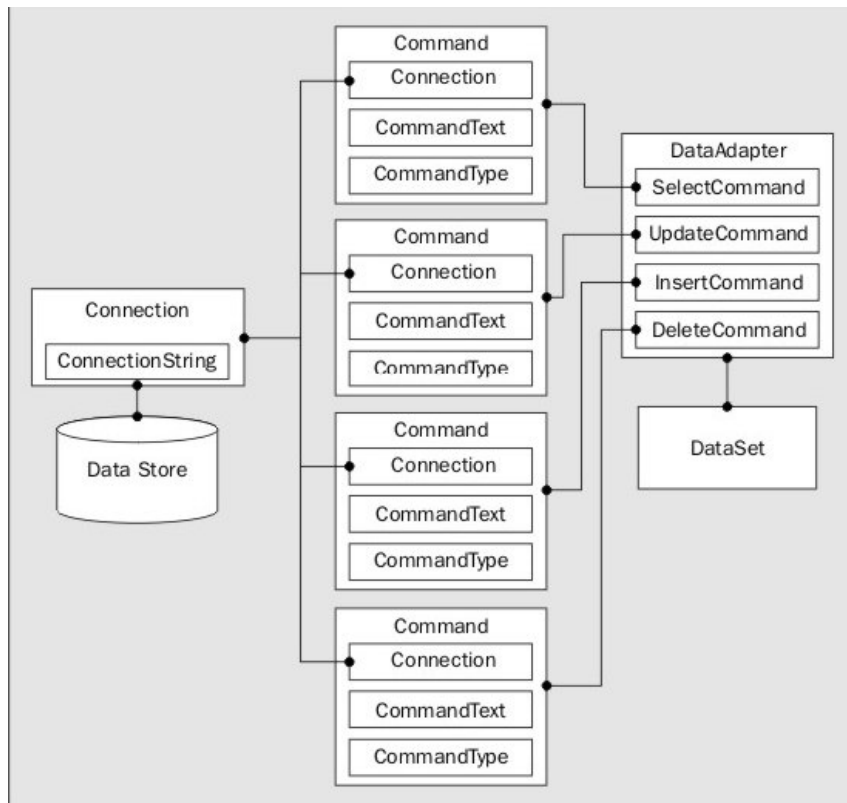 Command
Connection
CommandText
CommandType
Command
Connection
CommandText
CommandType
Command
Connection
CommandText
CommandType
Command
Connection
CommandText
CommandType
Connection
ConnectionString
Data Store
DataAdapter
SelectCommand
UpdateCommand
InsertCommand
DeleteCommand
DataSet